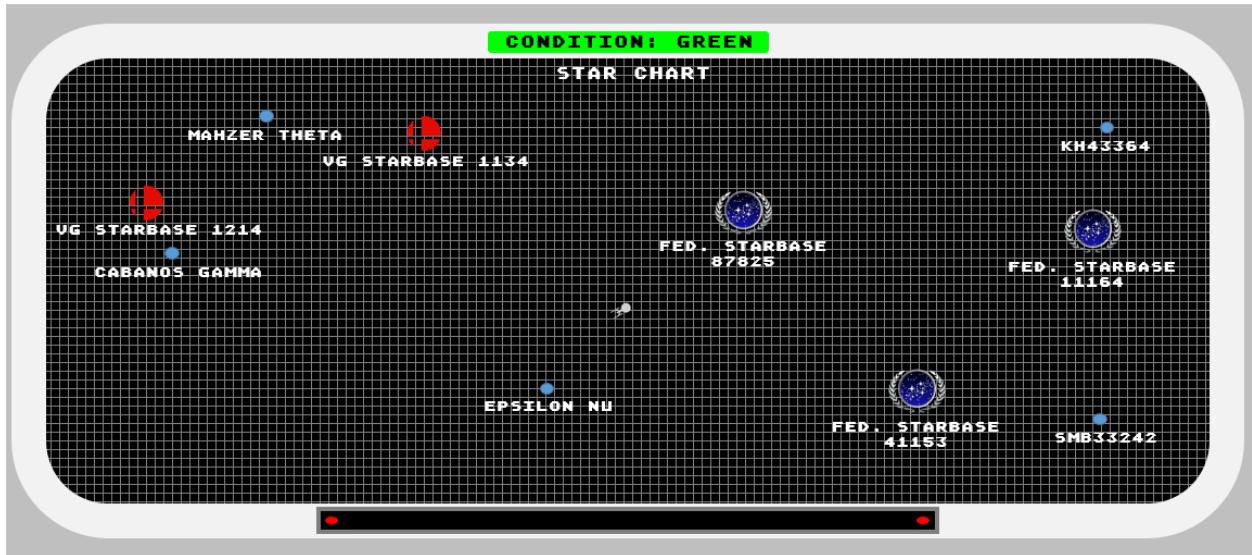 CONDITION: GREEN
STAR CHART
MAHZER THETA
VG STARBASE 1134
KH43364
VG STARBASE 1214
CABANOS GAMMA
FED. STARBASE
87825
FED. STARBASE
11164
EPSILON NU
FED. STARBASE
41153
SMB33242